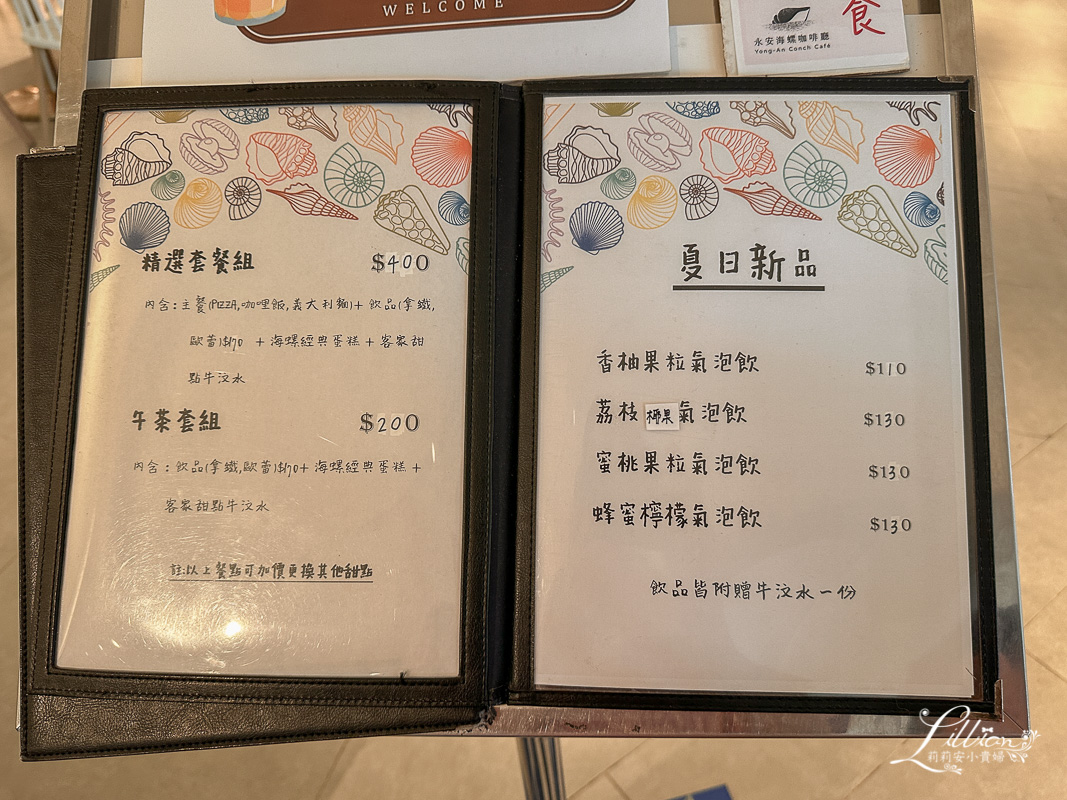 WELCOME
食
永安海螺咖啡廳
Yong-An Conch Café
精選套餐組 $400
內含:主餐(PIZZA,咖哩飯,義大利麵)+ 飲品(拿鐵,
歐蕾)$170 + 海螺經典蛋糕 + 客家甜
點牛汶水
午茶套組 $200
內含:飲品(拿鐵,歐蕾)$170+ 海螺經典蛋糕 +
客家甜點牛汶水
註:以上餐點可加價更換其他甜點
夏日新品
香柚果粒氣泡飲 $110
荔枝椰果氣泡飲 $130
蜜桃果粒氣泡飲 $130
蜂蜜檸檬氣泡飲 $130
飲品皆附贈牛汶水一份
Lillian
莉莉安小貴婦